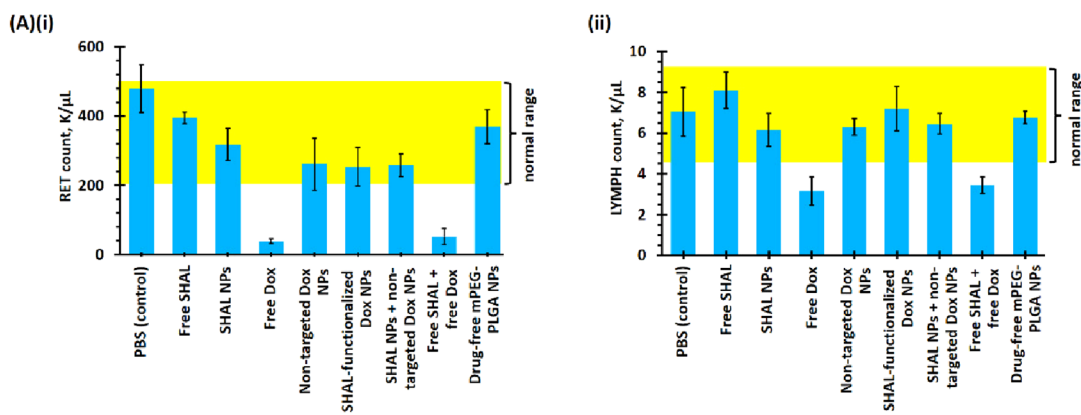 (A)(i)
RET count, K/µL
600
400
200
0
normal range
PBS (control)
Free SHAL
SHAL NPs
Free Dox
Non-targeted Dox
NPs
SHAL-functionalized
Dox NPs
SHAL NPs + non-
targeted Dox NPs
Free SHAL +
free Dox
Drug-free mPEG-
PLGA NPs
(ii)
LYMPH count, K/µL
10
8
6
4
2
0
normal range
PBS (control)
Free SHAL
SHAL NPs
Free Dox
Non-targeted Dox
NPs
SHAL-functionalized
Dox NPs
SHAL NPs + non-
targeted Dox NPs
Free SHAL +
free Dox
Drug-free mPEG-
PLGA NPs